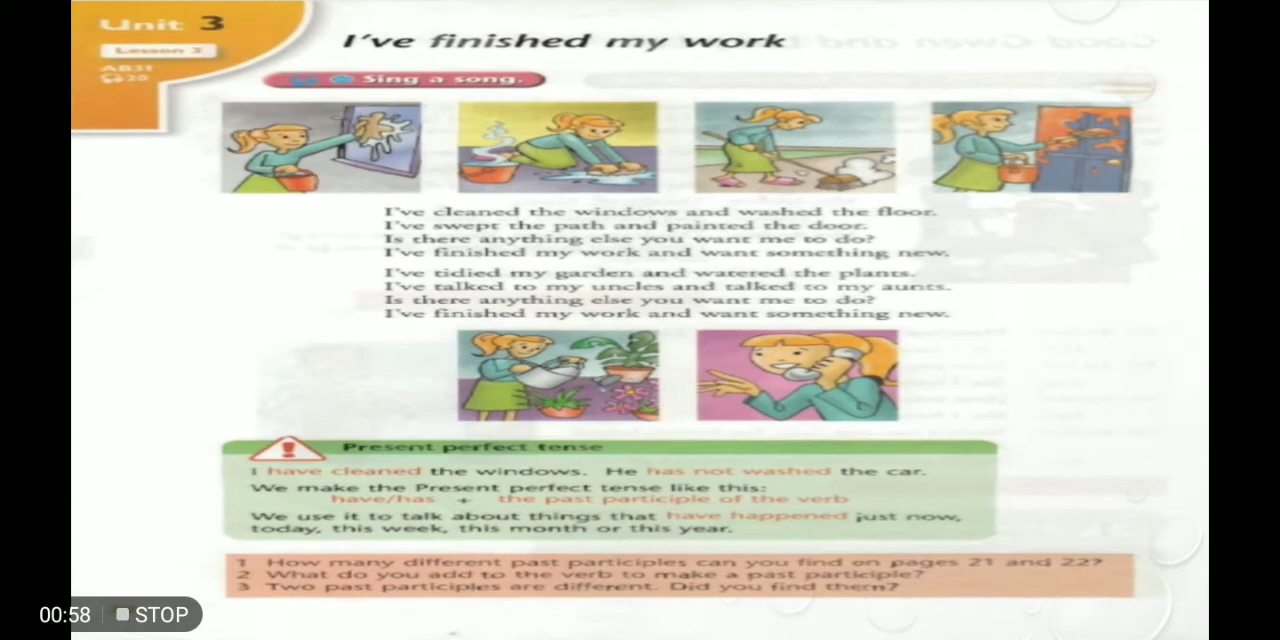 Unit 3
Lesson 3
AB31
20
I've finished my work
Sing a song.
I've cleaned the windows and washed the floor.
I've swept the path and painted the door.
Is there anything else you want me to do?
I've finished my work and want something new.
I've tidied my garden and watered the plants.
I've talked to my uncles and talked to my aunts.
Is there anything else you want me to do?
I've finished my work and want something new.
! Present perfect tense
I have cleaned the windows. He has not washed the car.
We make the Present perfect tense like this:
have/has + the past participle of the verb
We use it to talk about things that have happened just now,
today, this week, this month or this year.
1 How many different past participles can you find on pages 21 and 22?
2 What do you add to the verb to make a past participle?
3 Two past participles are different. Did you find them?
00:58 STOP